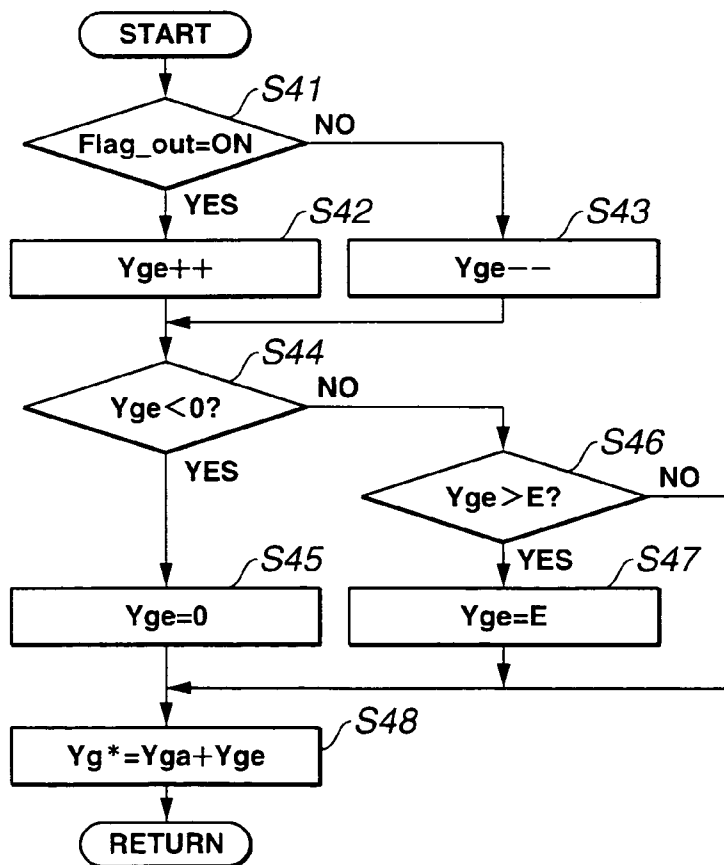 START
S41
Flag_out=ON
NO
YES
S42
S43
Yge++
Yge−−
S44
Yge<0?
NO
YES
S46
Yge>E?
NO
YES
S45
S47
Yge=0
Yge=E
S48
Yg*=Yga+Yge
RETURN